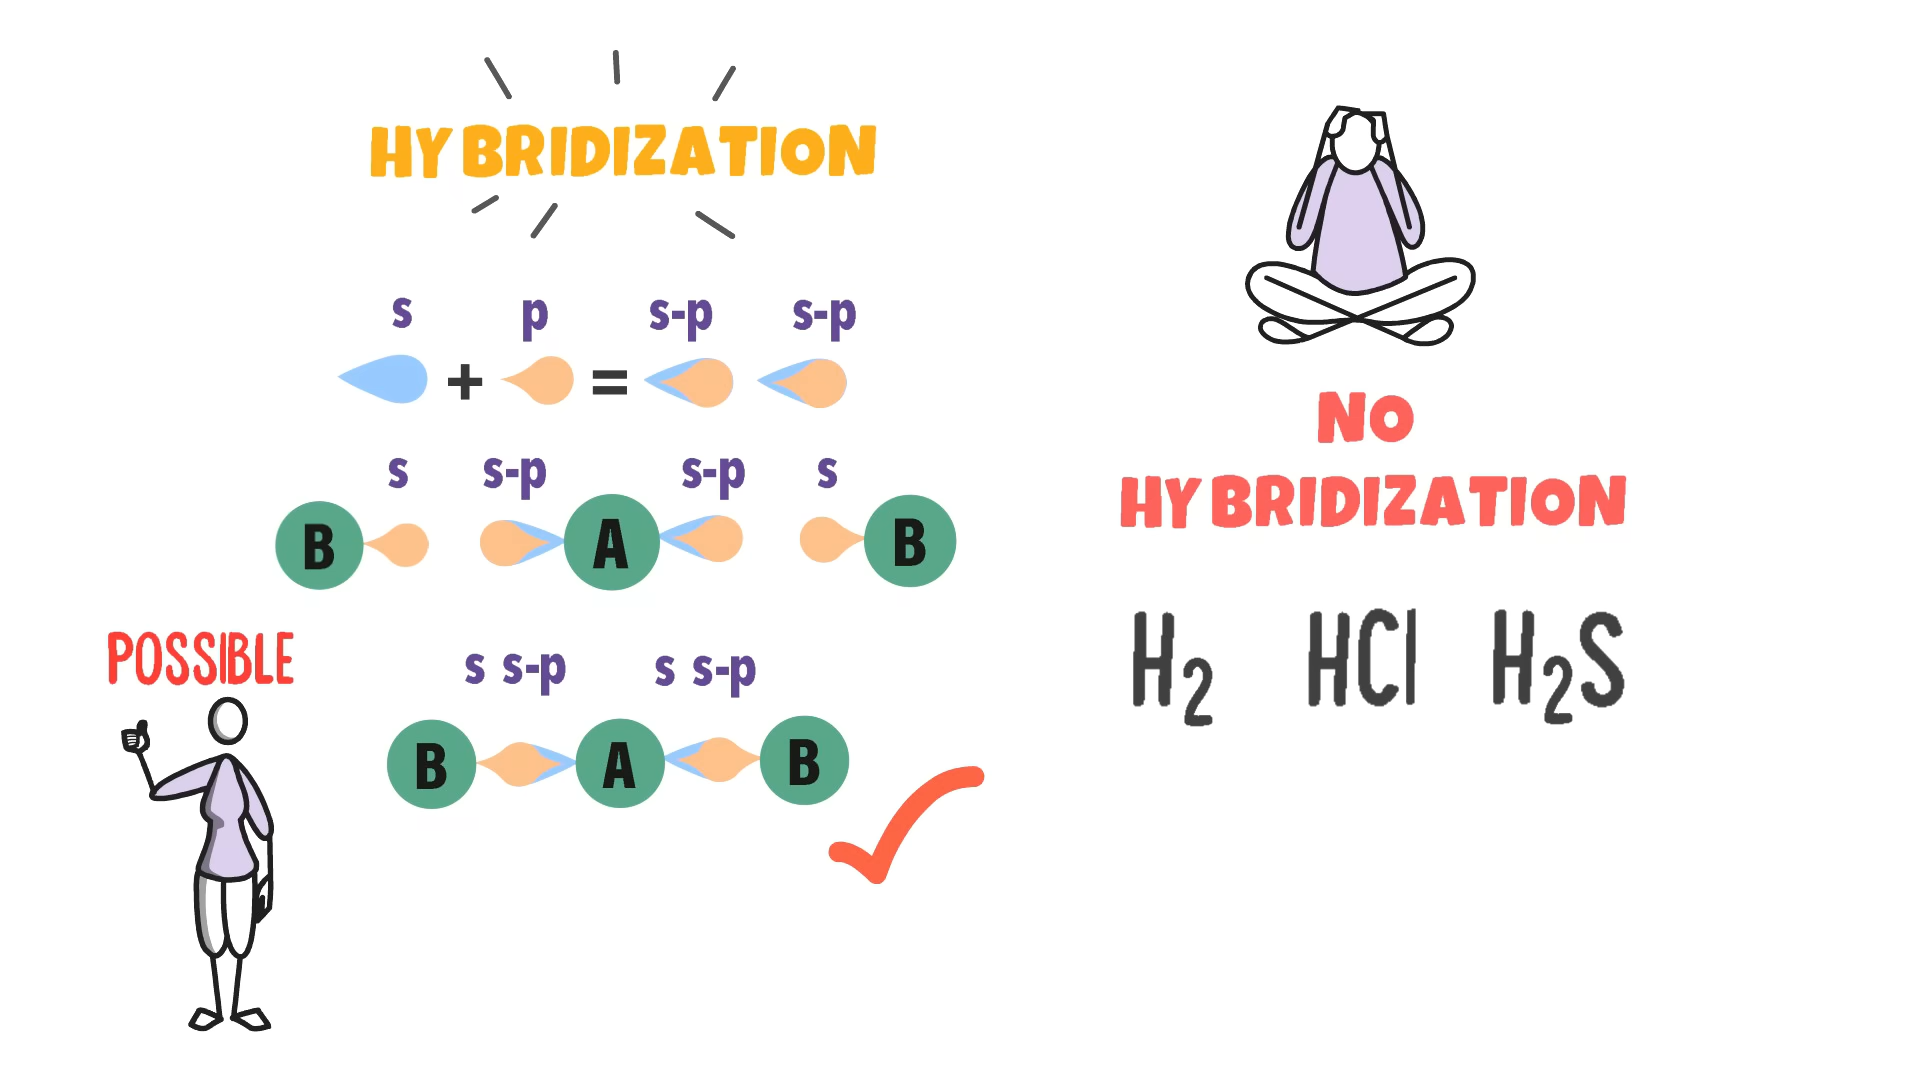 HYBRIDIZATION
s p s-p s-p
+ =
s s-p s-p s
B A B
POSSIBLE
s s-p s s-p
B A B
NO
HYBRIDIZATION
H₂ HCl H₂S